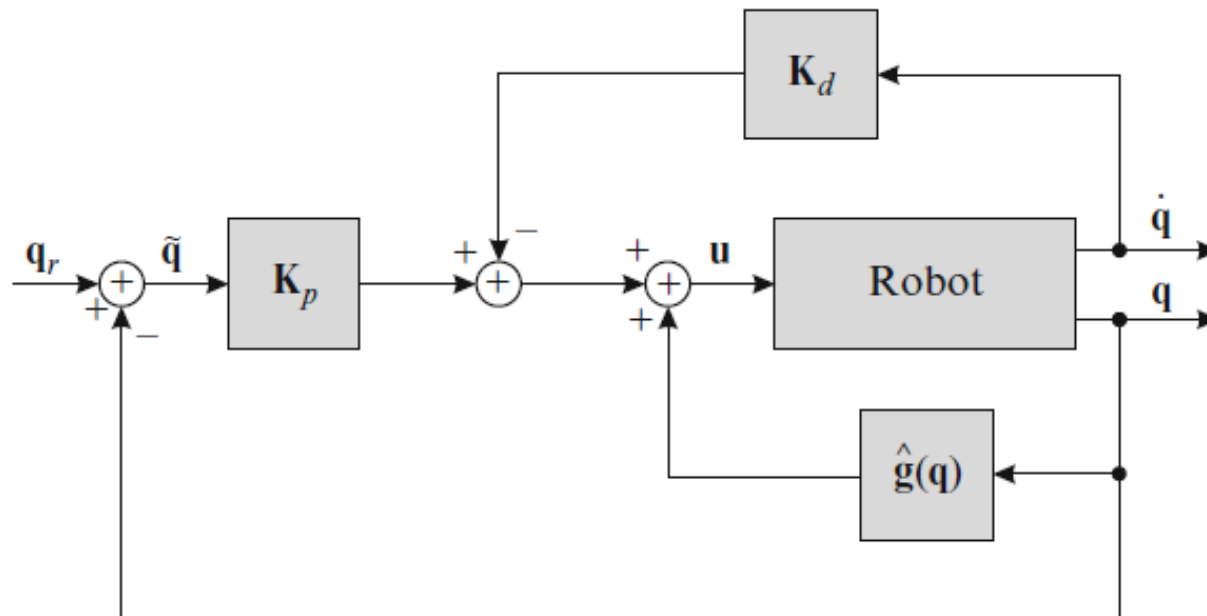 K_d
q̇
q_r
q̃
+
−
K_p
+
−
+
+
+
u
+
+
Robot
q
ĝ(q)